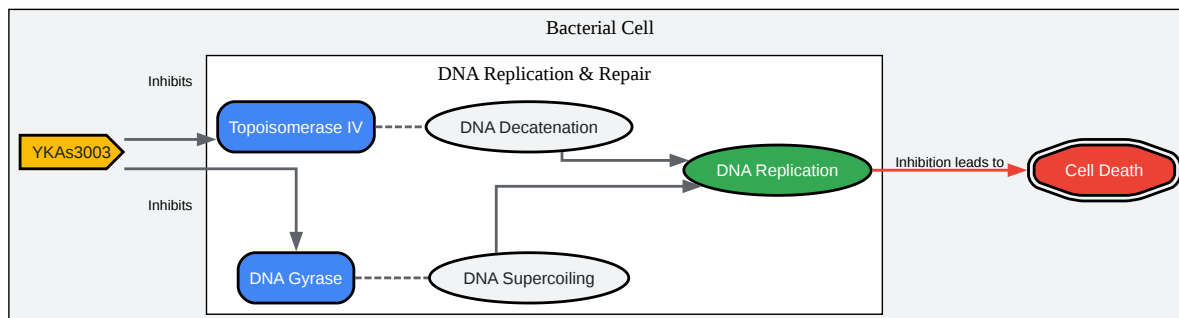 Bacterial Cell
DNA Replication & Repair
Inhibits
Topoisomerase IV
DNA Decatenation
YKAs3003
DNA Replication
Inhibition leads to
Cell Death
Inhibits
DNA Gyrase
DNA Supercoiling